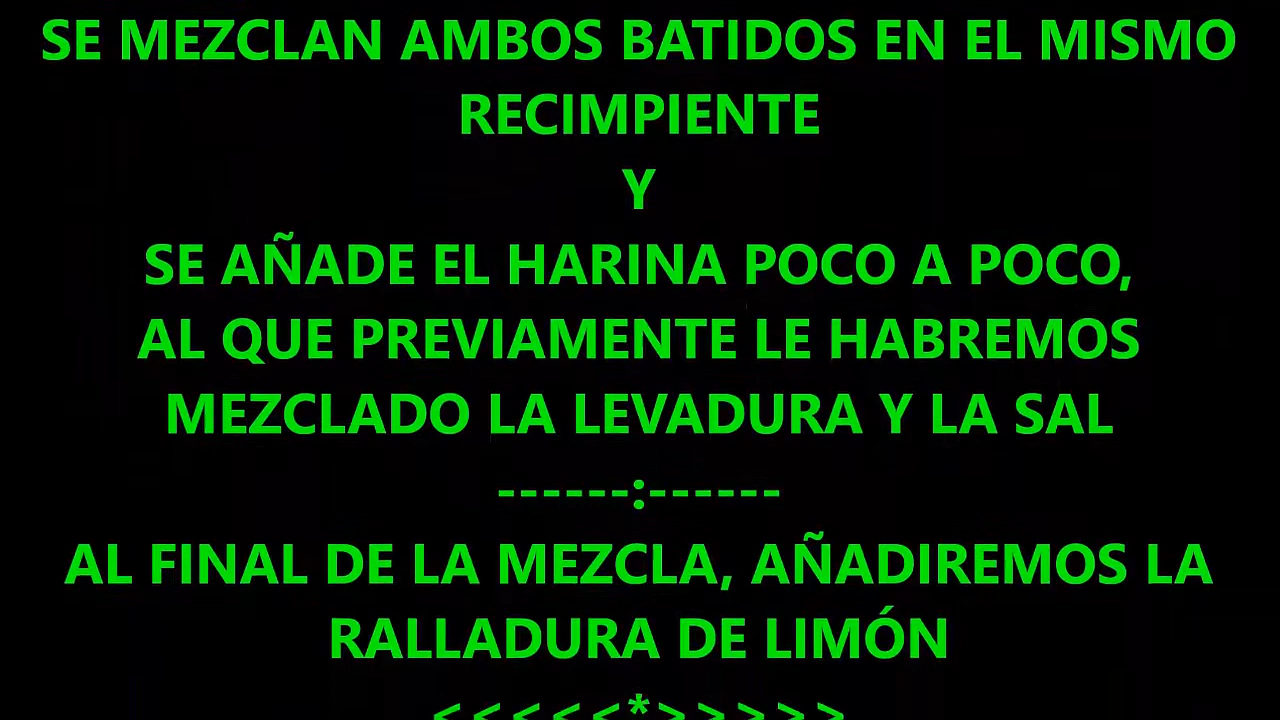 SE MEZCLAN AMBOS BATIDOS EN EL MISMO
RECIMPIENTE
Y
SE AÑADE EL HARINA POCO A POCO,
AL QUE PREVIAMENTE LE HABREMOS
MEZCLADO LA LEVADURA Y LA SAL
------:------
AL FINAL DE LA MEZCLA, AÑADIREMOS LA
RALLADURA DE LIMÓN
<<<<<*>>>>>